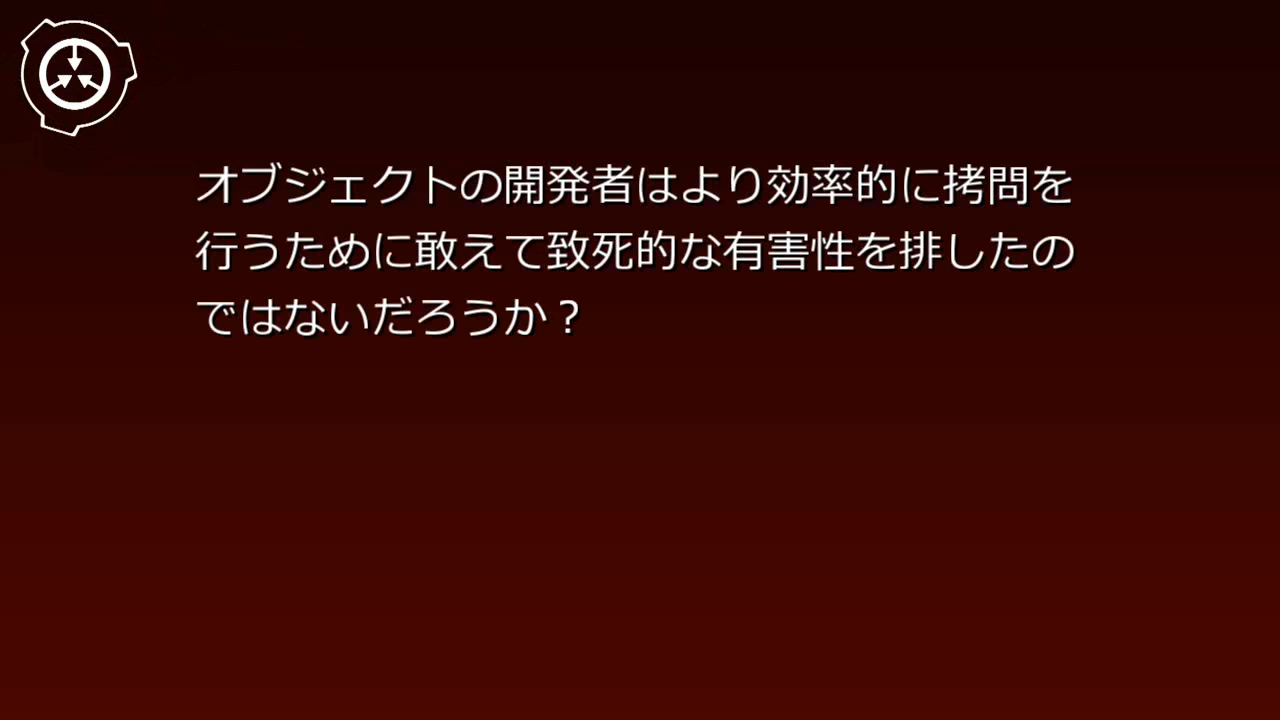 オブジェクトの開発者はより効率的に拷問を
行うために敢えて致死的な有害性を排したの
ではないだろうか？